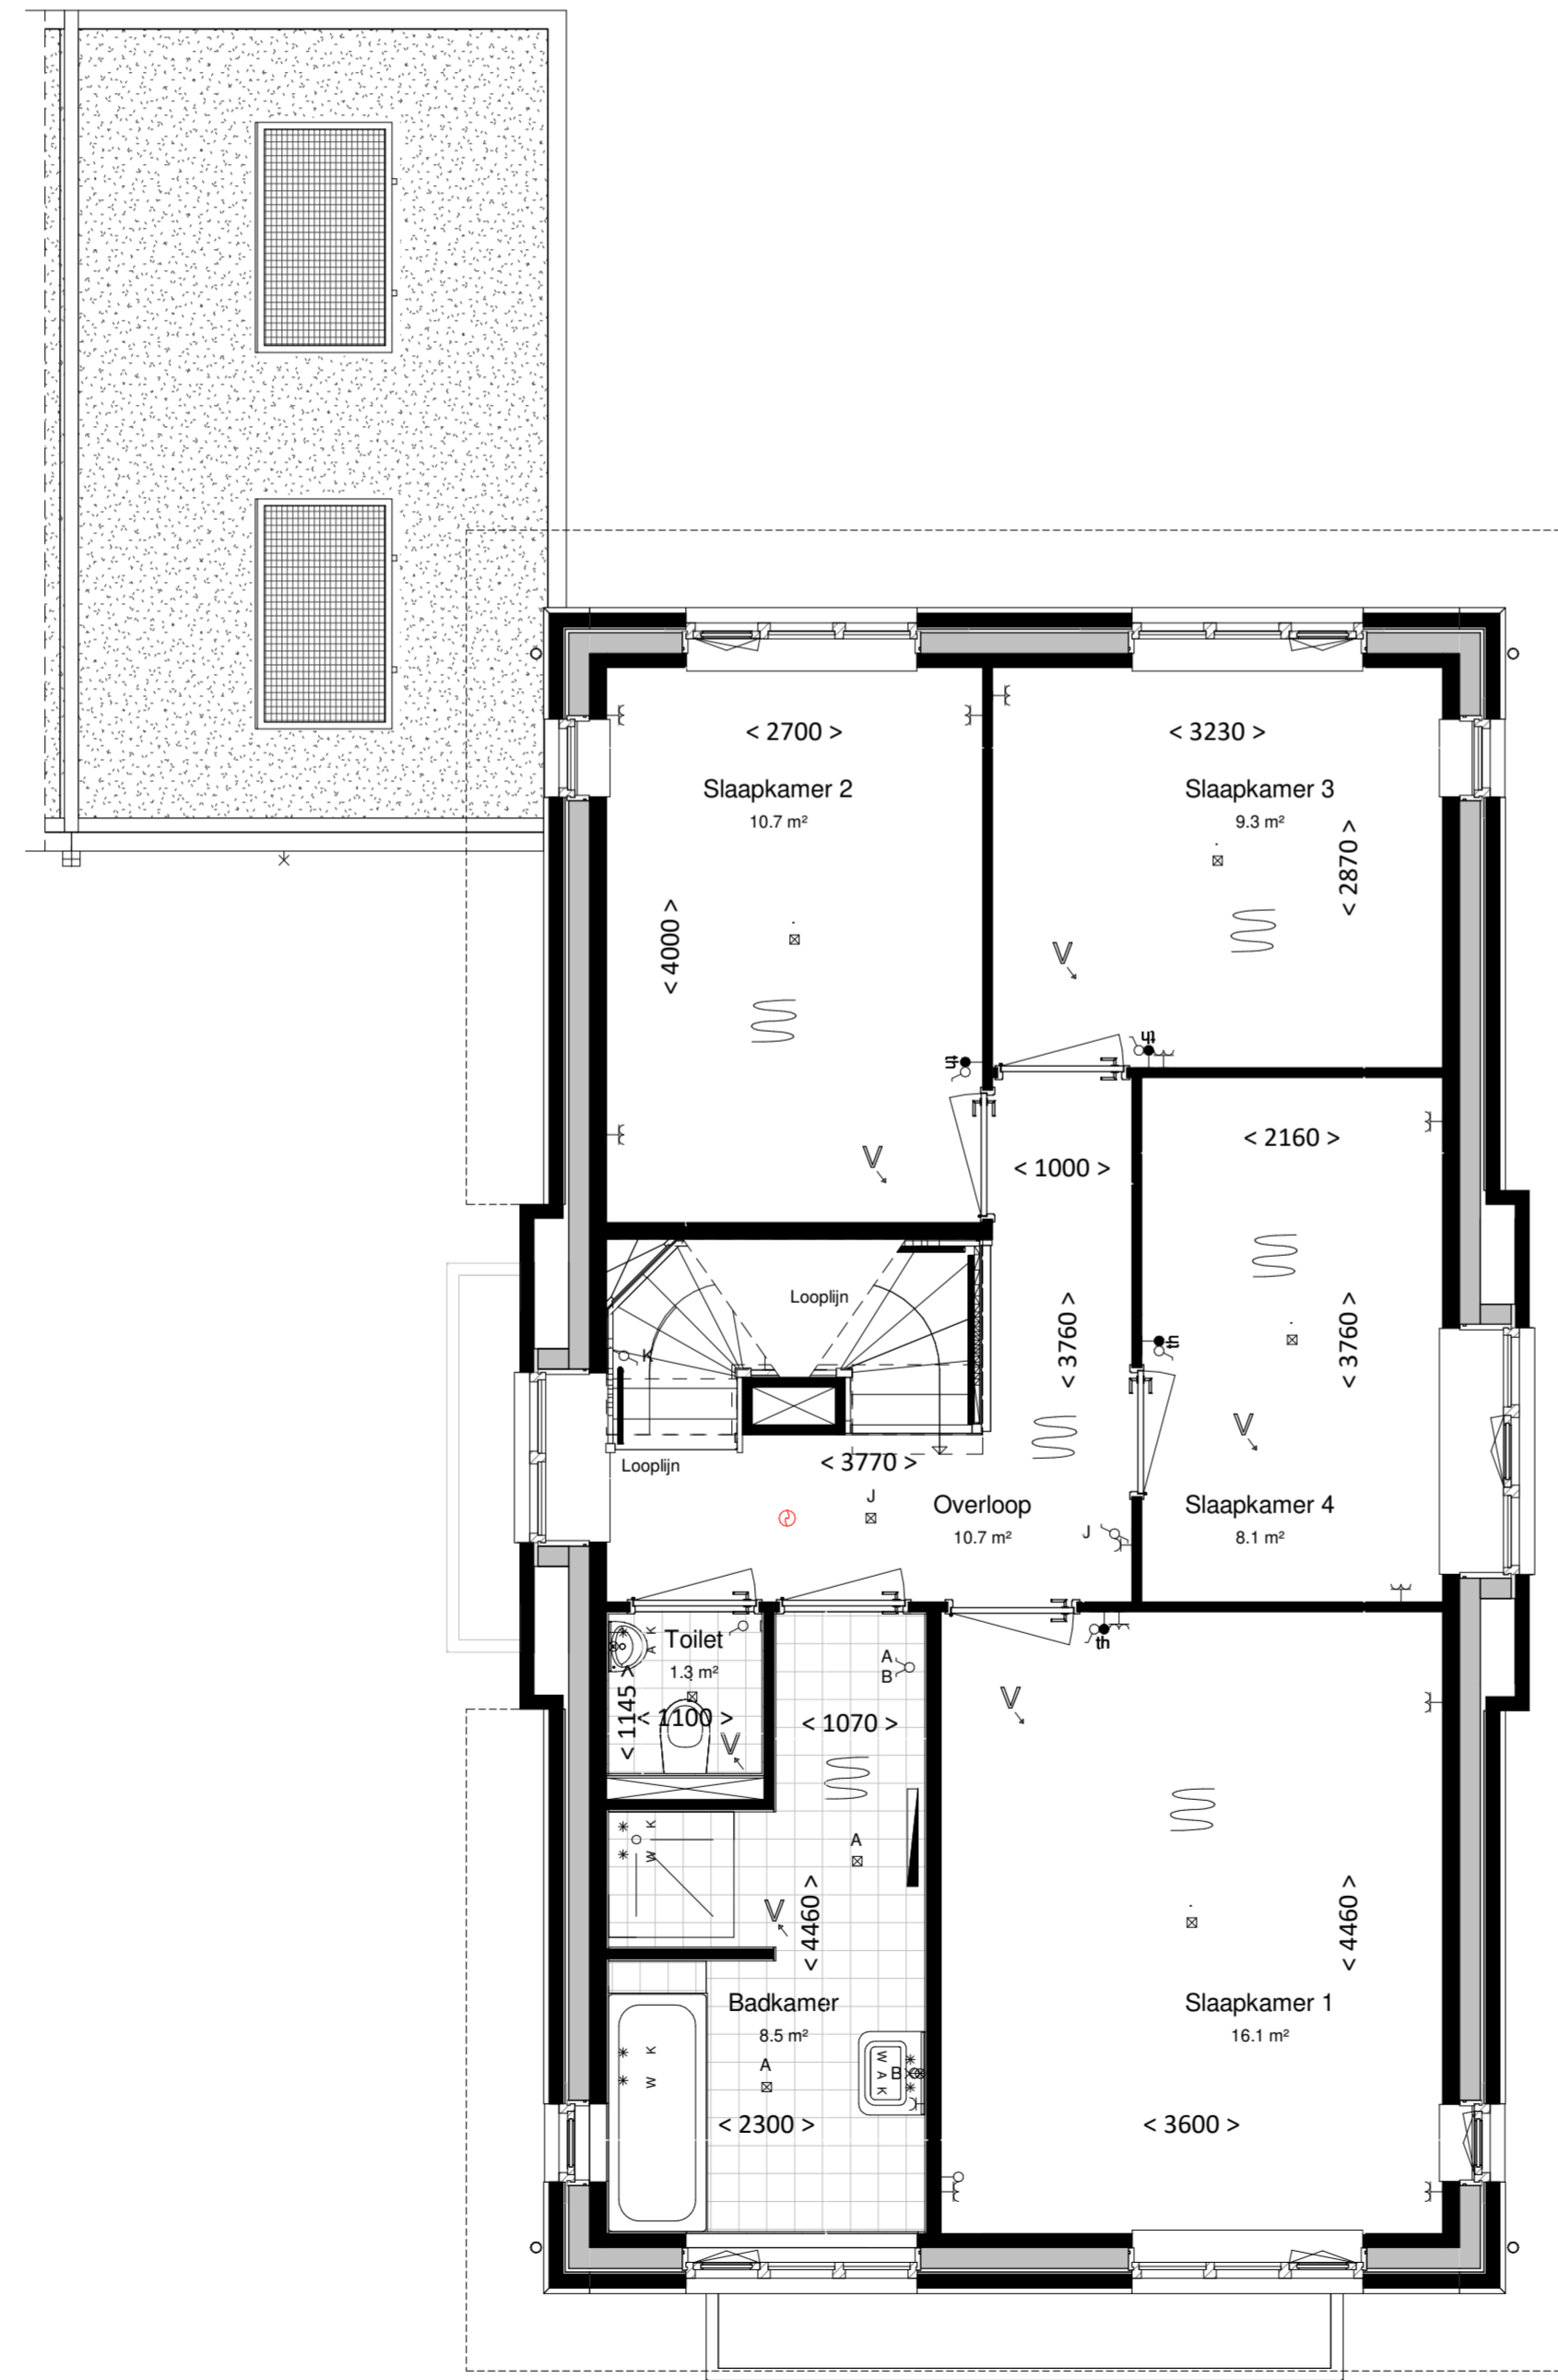 < 2700 >
< 3230 >
Slaapkamer 2
10.7 m²
Slaapkamer 3
9.3 m²
< 2870 >
< 4000 >
V
th
th
V
< 2160 >
< 1000 >
Looplijn
< 3760 >
< 3760 >
K
th
V
< 3770 >
Looplijn
J
Overloop
10.7 m²
J
Slaapkamer 4
8.1 m²
Toilet
1.3 m²
K
A
th
A
B
< 1145 >
< 1100 >
V
< 1070 >
V
K
W
A
V
< 4460 >
< 4460 >
Badkamer
8.5 m²
Slaapkamer 1
16.1 m²
K
W
A
W
A
K
B
< 2300 >
< 3600 >